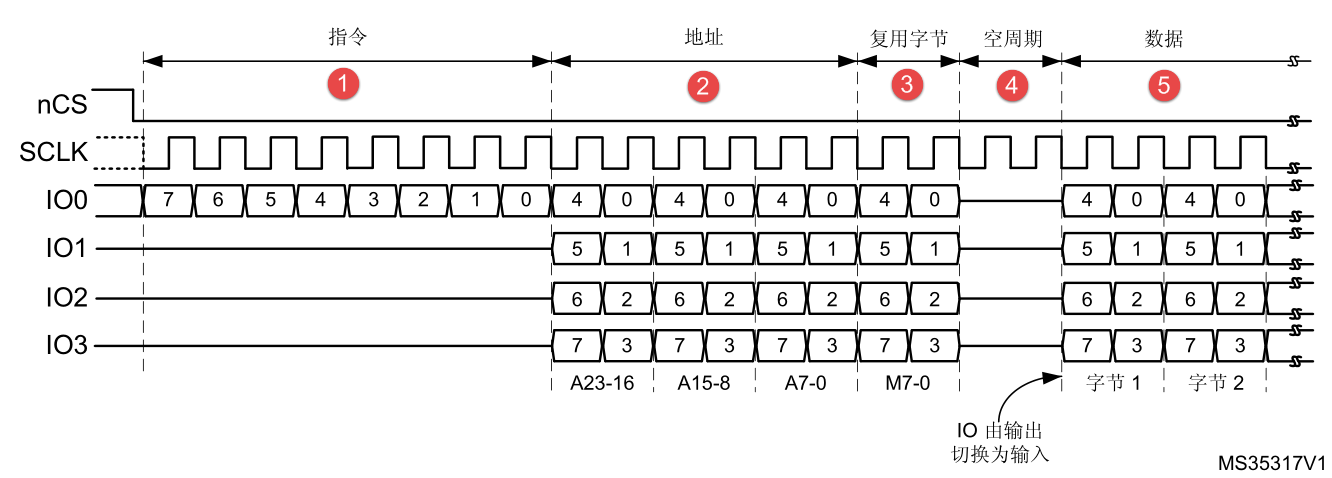 指令 地址 复用字节 空周期 数据
1 2 3 4 5
nCS
SCLK
IO0 7 6 5 4 3 2 1 0 4 0 4 0 4 0 4 0 4 0 4 0
IO1 5 1 5 1 5 1 5 1 5 1 5 1
IO2 6 2 6 2 6 2 6 2 6 2 6 2
IO3 7 3 7 3 7 3 7 3 7 3 7 3
A23-16 A15-8 A7-0 M7-0 字节 1 字节 2
IO 由输出
切换为输入
MS35317V1